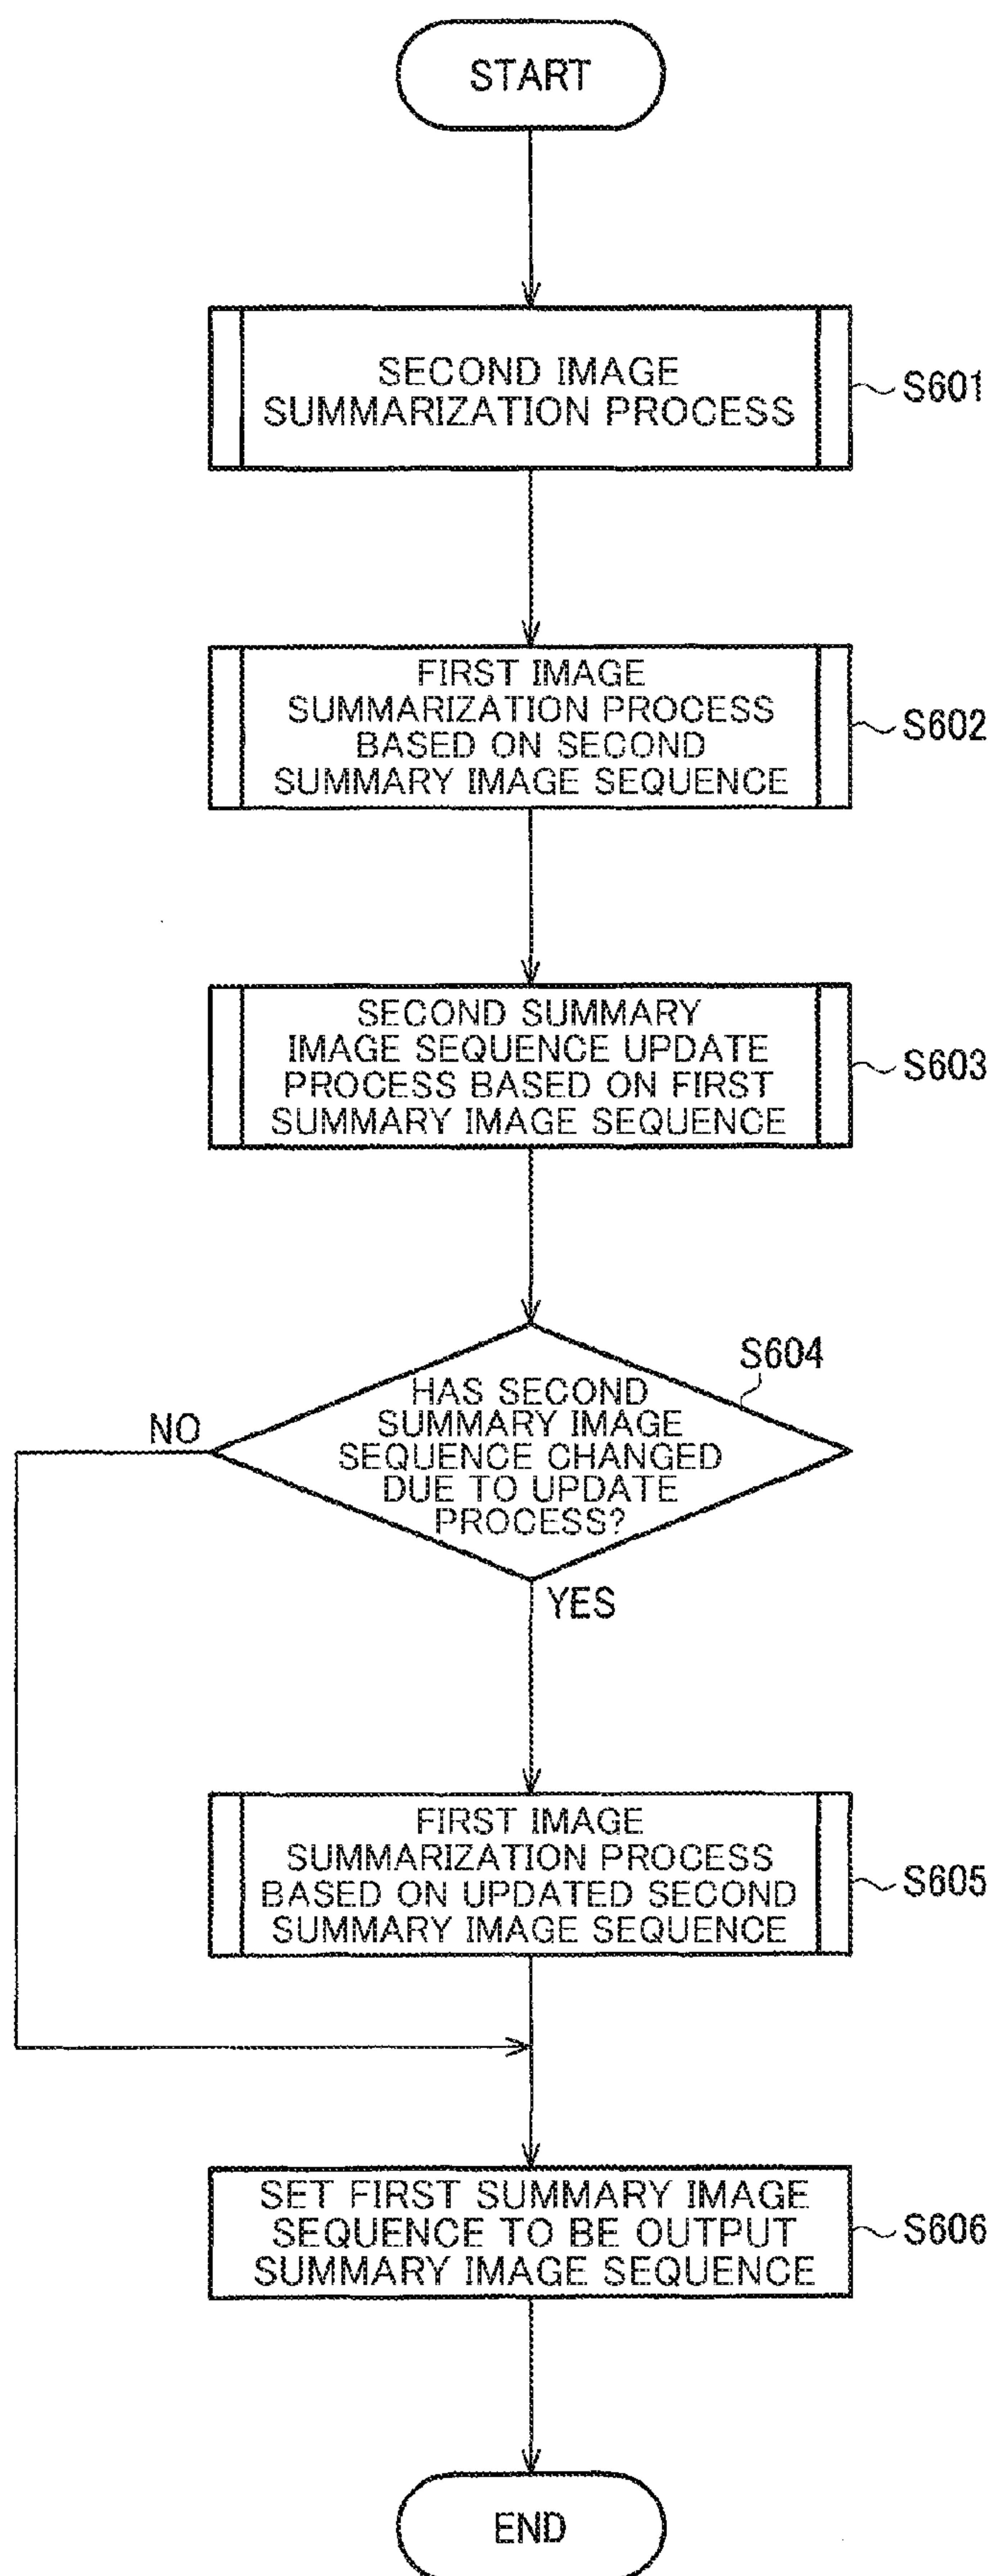 START
SECOND IMAGE
SUMMARIZATION PROCESS
S601
FIRST IMAGE
SUMMARIZATION PROCESS
BASED ON SECOND
SUMMARY IMAGE SEQUENCE
S602
SECOND SUMMARY
IMAGE SEQUENCE UPDATE
PROCESS BASED ON FIRST
SUMMARY IMAGE SEQUENCE
S603
S604
HAS SECOND
SUMMARY IMAGE
SEQUENCE CHANGED
DUE TO UPDATE
PROCESS?
NO
YES
FIRST IMAGE
SUMMARIZATION PROCESS
BASED ON UPDATED SECOND
SUMMARY IMAGE SEQUENCE
S605
SET FIRST SUMMARY IMAGE
SEQUENCE TO BE OUTPUT
SUMMARY IMAGE SEQUENCE
S606
END